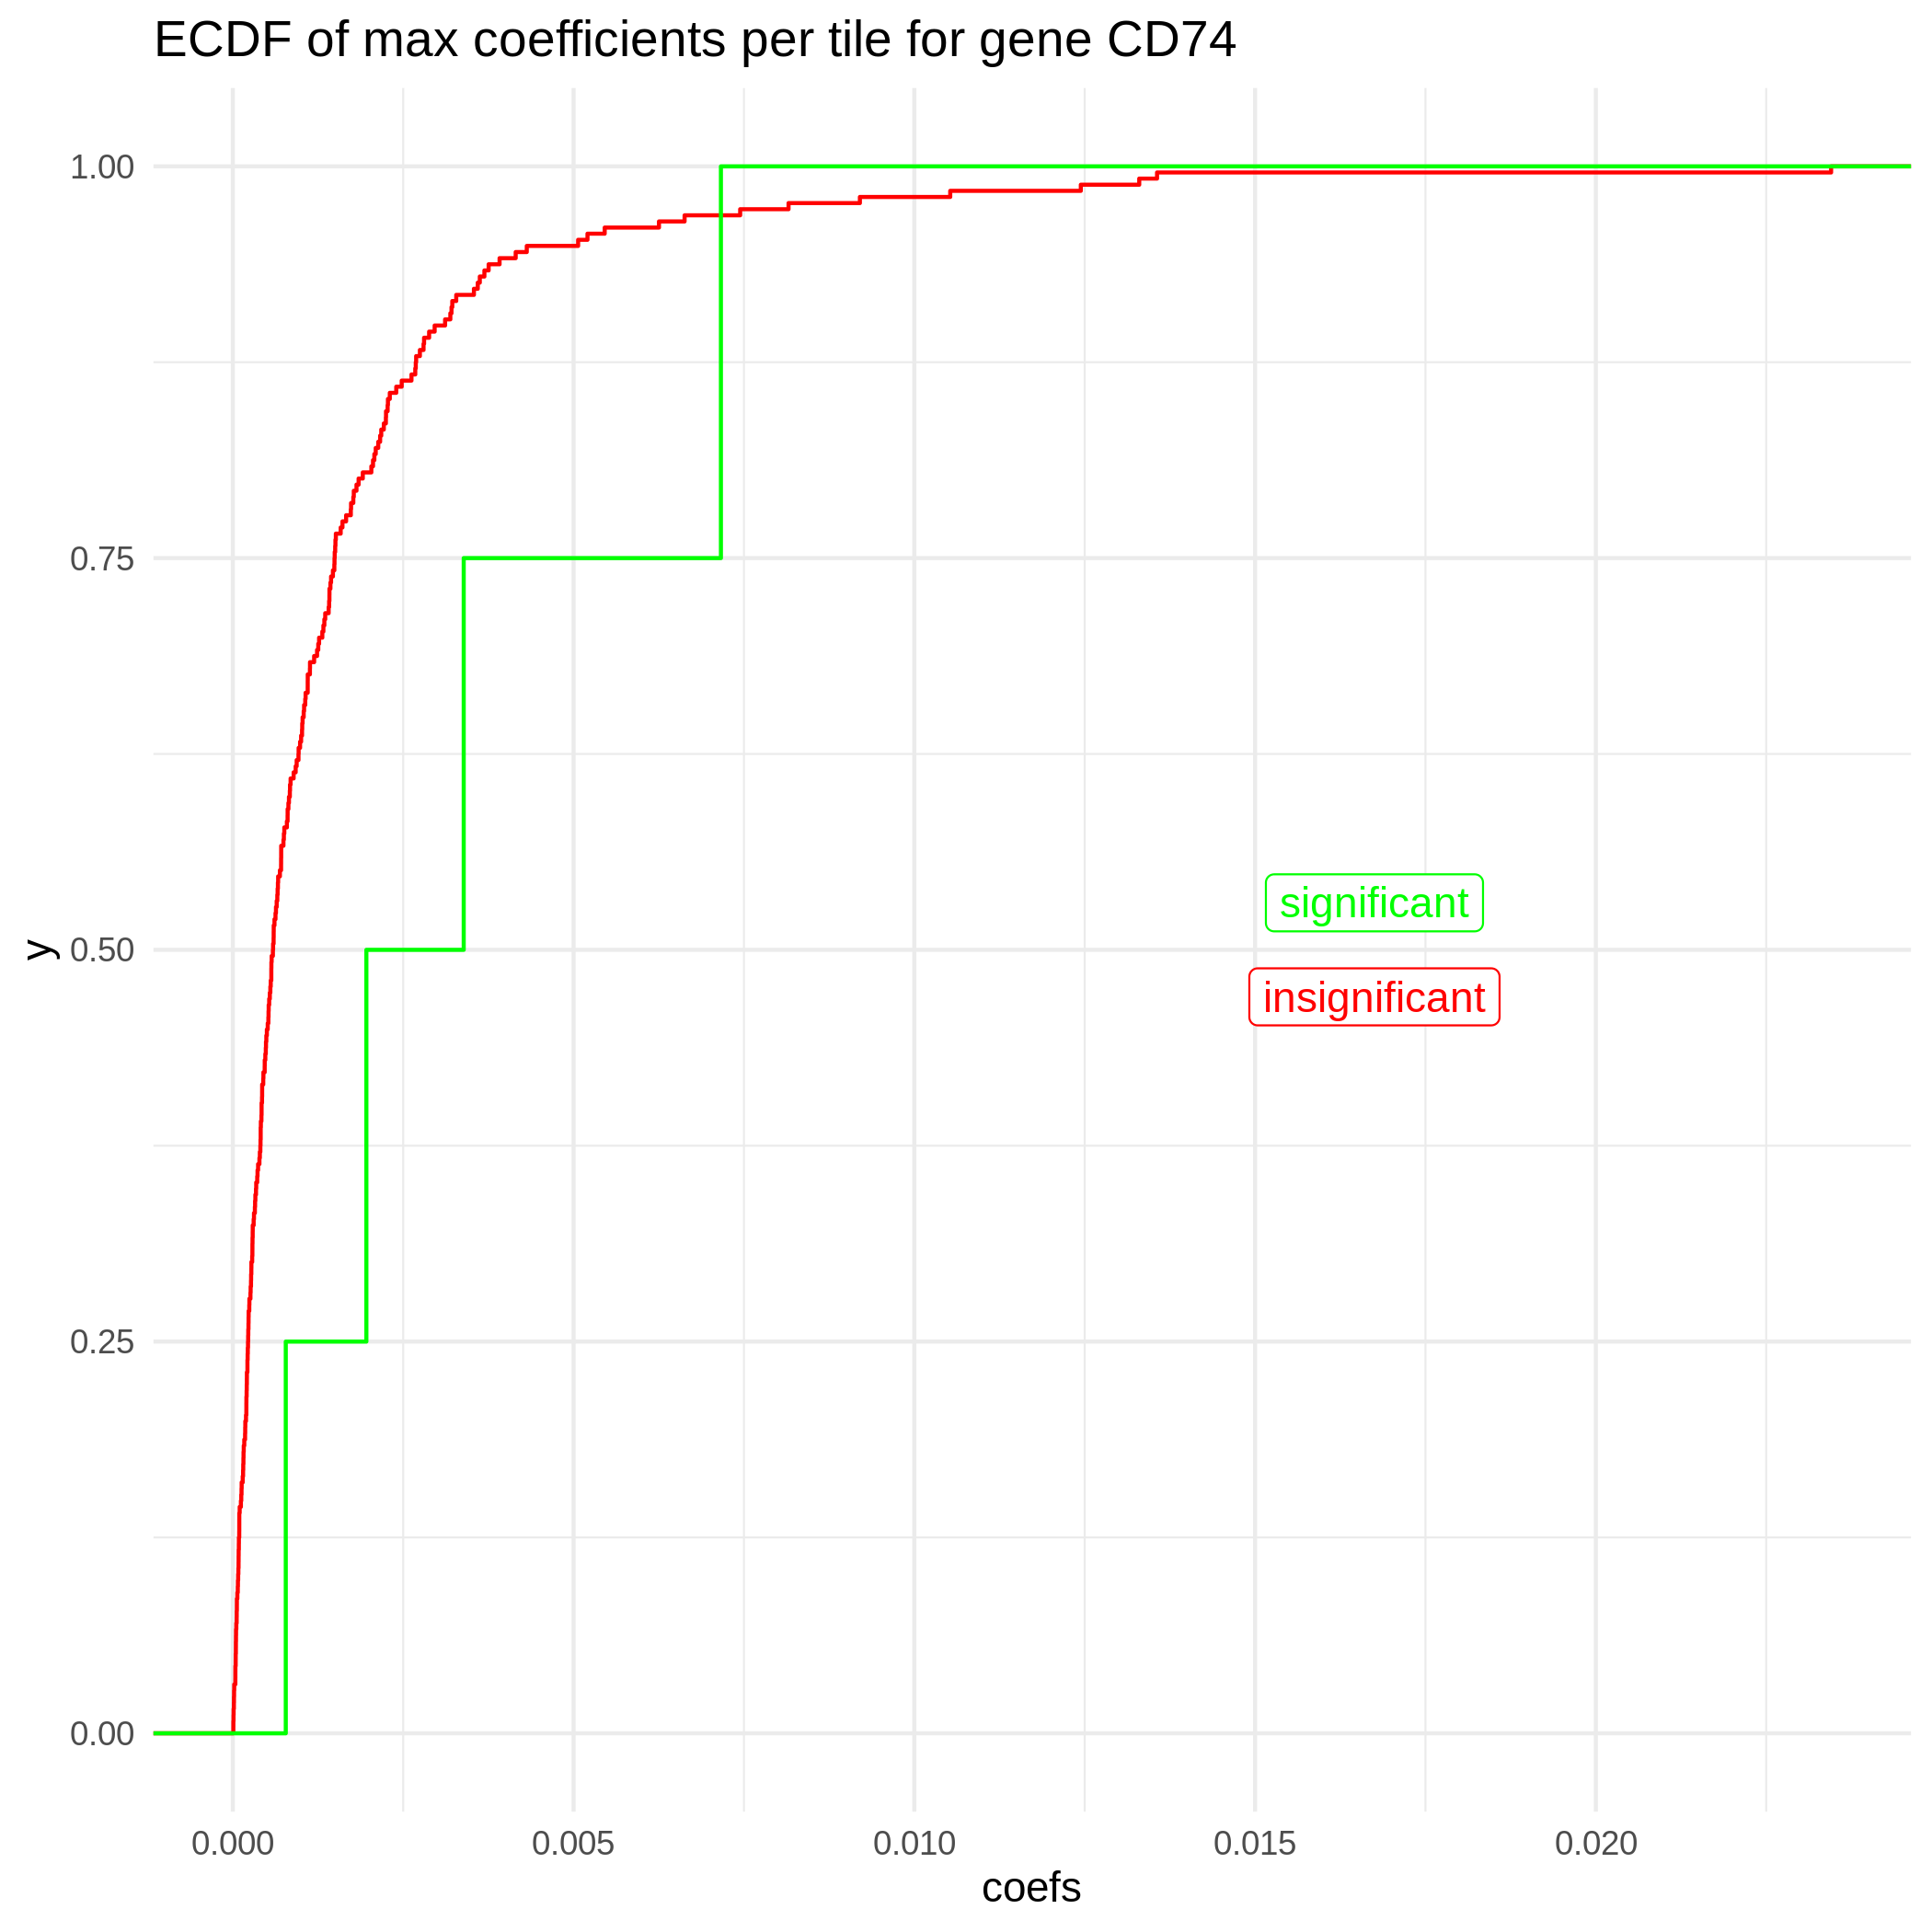 ECDF of max coefficients per tile for gene CD74
1.00
0.75
0.50
0.25
0.00
y
significant
insignificant
0.000 0.005 0.010 0.015 0.020
coefs